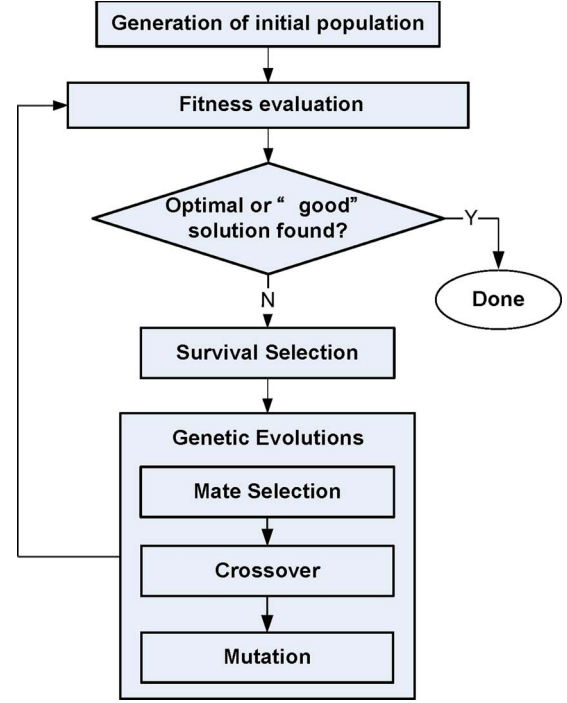 Generation of initial population
Fitness evaluation
Optimal or “ good”
solution found?
Y
Done
N
Survival Selection
Genetic Evolutions
Mate Selection
Crossover
Mutation